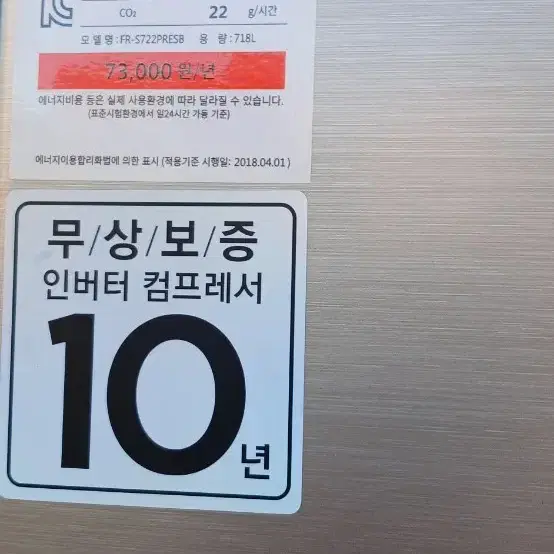 CO₂ 22 g/시간
모 델 명 : FR-S722PRESB 용 량 : 718L
73,000 원/년
에너지비용 등은 실제 사용환경에 따라 달라질 수 있습니다.
(표준시험환경에서 일24시간 가동 기준)
에너지이용합리화법에 의한 표시 (적용기준 시행일: 2018.04.01)
무/상/보/증
인버터 컴프레서
10년